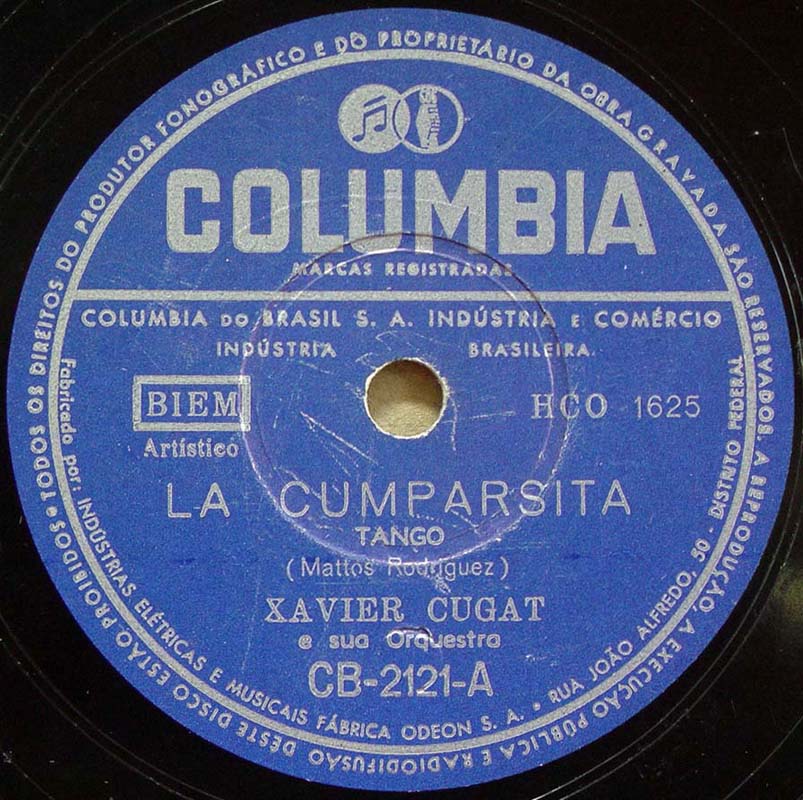 TODOS OS DIREITOS DO PRODUTOR FONOGRÁFICO E DO PROPRIETÁRIO DA OBRA GRAVADA SÃO RESERVADOS. A REPRODUÇÃO, A EXECUÇÃO PÚBLICA E RADIODIFUSÃO DESTE DISCO ESTÃO PROIBIDOS •
COLUMBIA
MARCAS REGISTRADAS
COLUMBIA DO BRASIL S. A. INDÚSTRIA E COMÉRCIO
INDÚSTRIA BRASILEIRA.
BIEM
Artístico
HCO 1625
LA CUMPARSITA
TANGO
(Mattos Rodriguez)
XAVIER CUGAT
e sua Orquestra
CB-2121-A
Fabricado por: INDÚSTRIAS ELÉTRICAS E MUSICAIS FÁBRICA ODEON S. A. • RUA JOÃO ALFREDO, 50 - DISTRITO FEDERAL